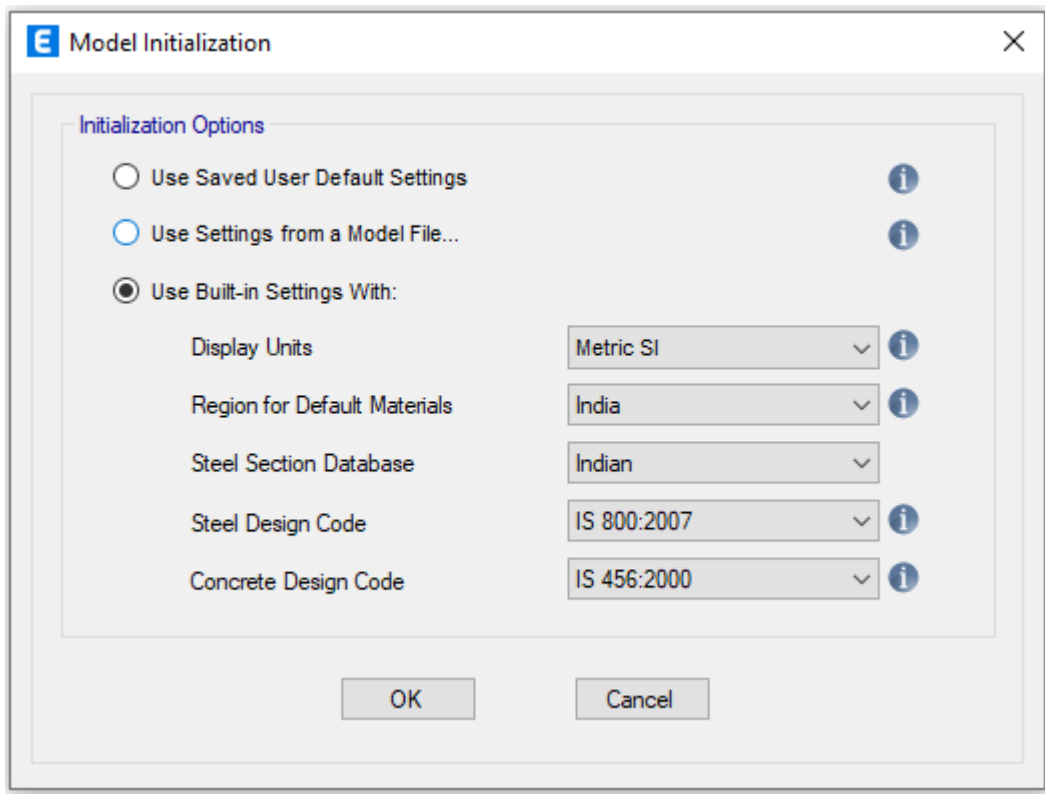 E Model Initialization
Initialization Options
Use Saved User Default Settings
Use Settings from a Model File...
Use Built-in Settings With:
Display Units Metric SI
Region for Default Materials India
Steel Section Database Indian
Steel Design Code IS 800:2007
Concrete Design Code IS 456:2000
OK Cancel